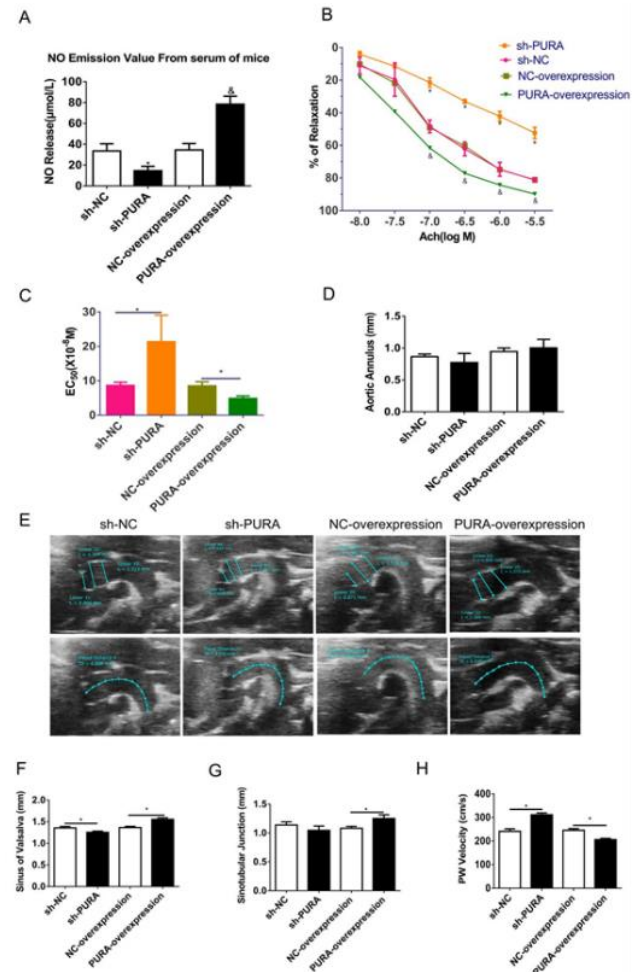 A
NO Emission Value From serum of mice
NO Release(μmol/L)
100
80
60
40
20
0
*
&
sh-NC
sh-PURA
NC-overexpression
PURA-overexpression
B
% of Relaxation
0
20
40
60
80
100
-8.0 -7.5 -7.0 -6.5 -6.0 -5.5
Ach(log M)
* * * *
& & & &
sh-PURA
sh-NC
NC-overexpression
PURA-overexpression
C
EC50(X10-8M)
30
20
10
0
*
*
sh-NC
sh-PURA
NC-overexpression
PURA-overexpression
D
Aortic Annulus (mm)
1.5
1.0
0.5
0.0
sh-NC
sh-PURA
NC-overexpression
PURA-overexpression
E
sh-NC sh-PURA NC-overexpression PURA-overexpression
F
Sinus of Valsalva (mm)
2.0
1.5
1.0
0.5
0.0
*
*
sh-NC
sh-PURA
NC-overexpression
PURA-overexpression
G
Sinotubular Junction (mm)
1.5
1.0
0.5
0.0
*
sh-NC
sh-PURA
NC-overexpression
PURA-overexpression
H
PW Velocity (cm/s)
400
300
200
100
0
*
*
sh-NC
sh-PURA
NC-overexpression
PURA-overexpression